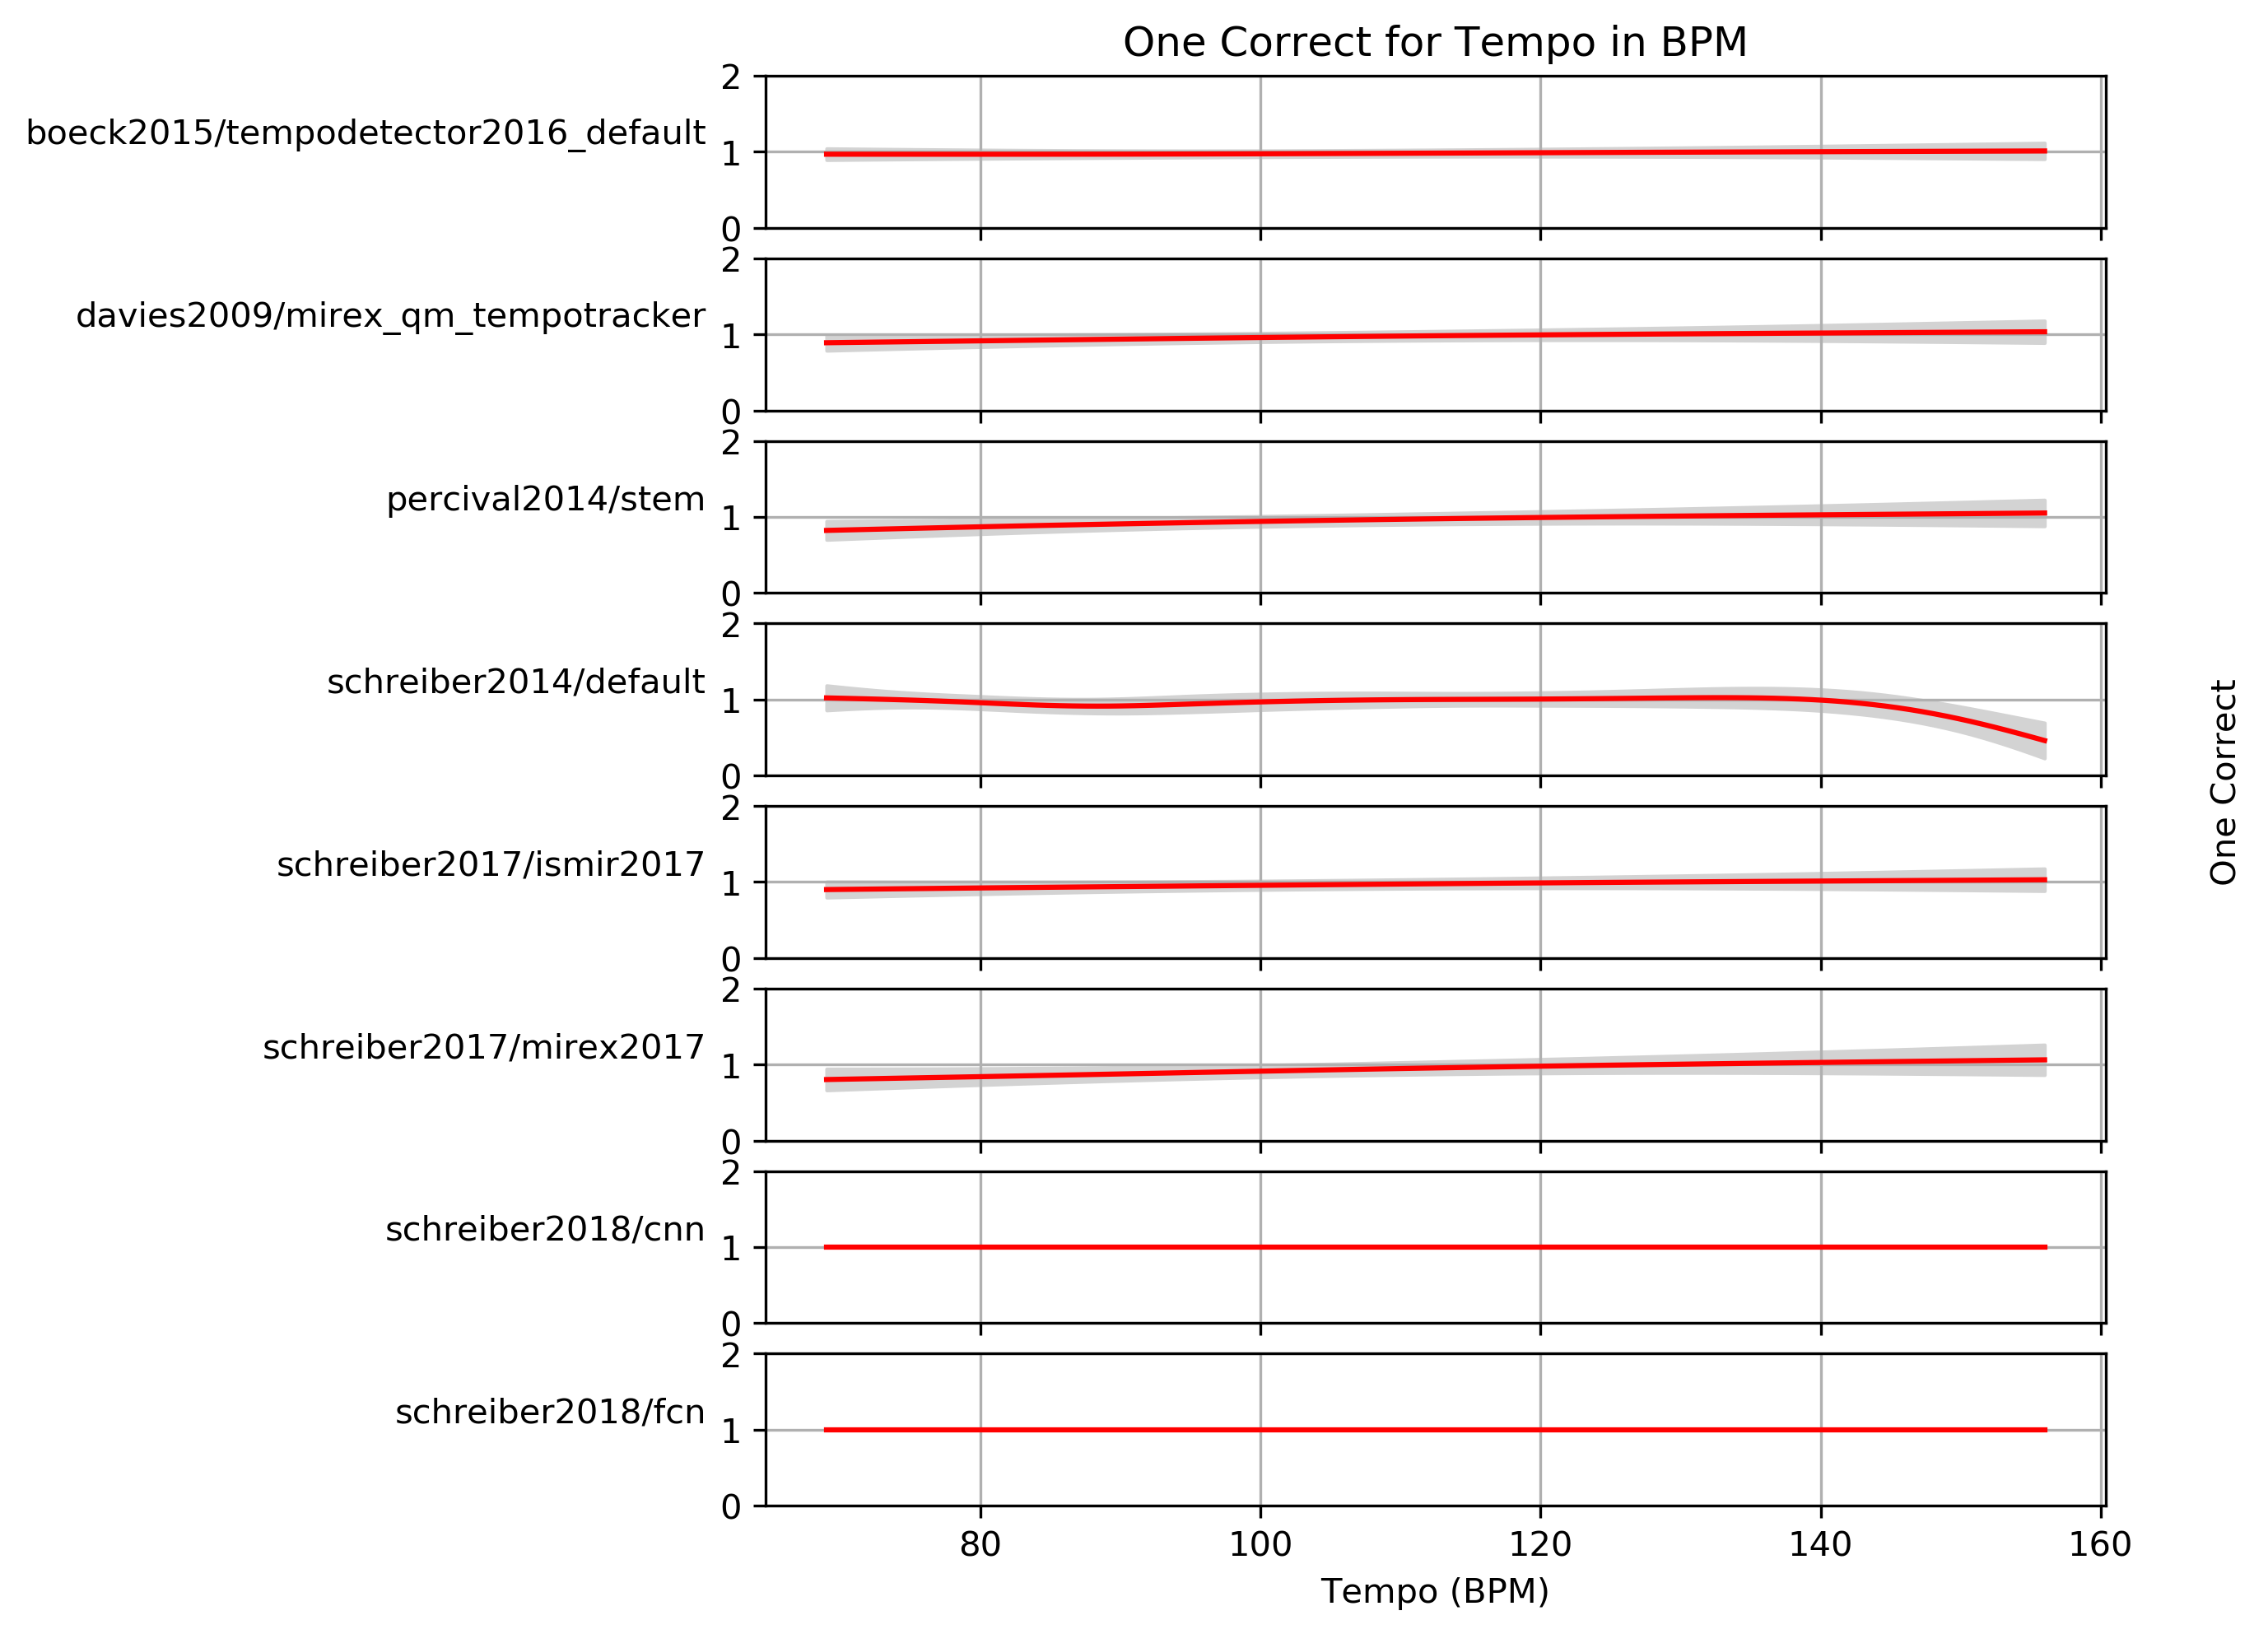 One Correct for Tempo in BPM
2
boeck2015/tempodetector2016_default
1
0
2
davies2009/mirex_qm_tempotracker
1
0
2
percival2014/stem
1
0
2
schreiber2014/default
1
0
2
schreiber2017/ismir2017
1
0
2
schreiber2017/mirex2017
1
0
2
schreiber2018/cnn
1
0
2
schreiber2018/fcn
1
0
80 100 120 140 160
Tempo (BPM)
One Correct